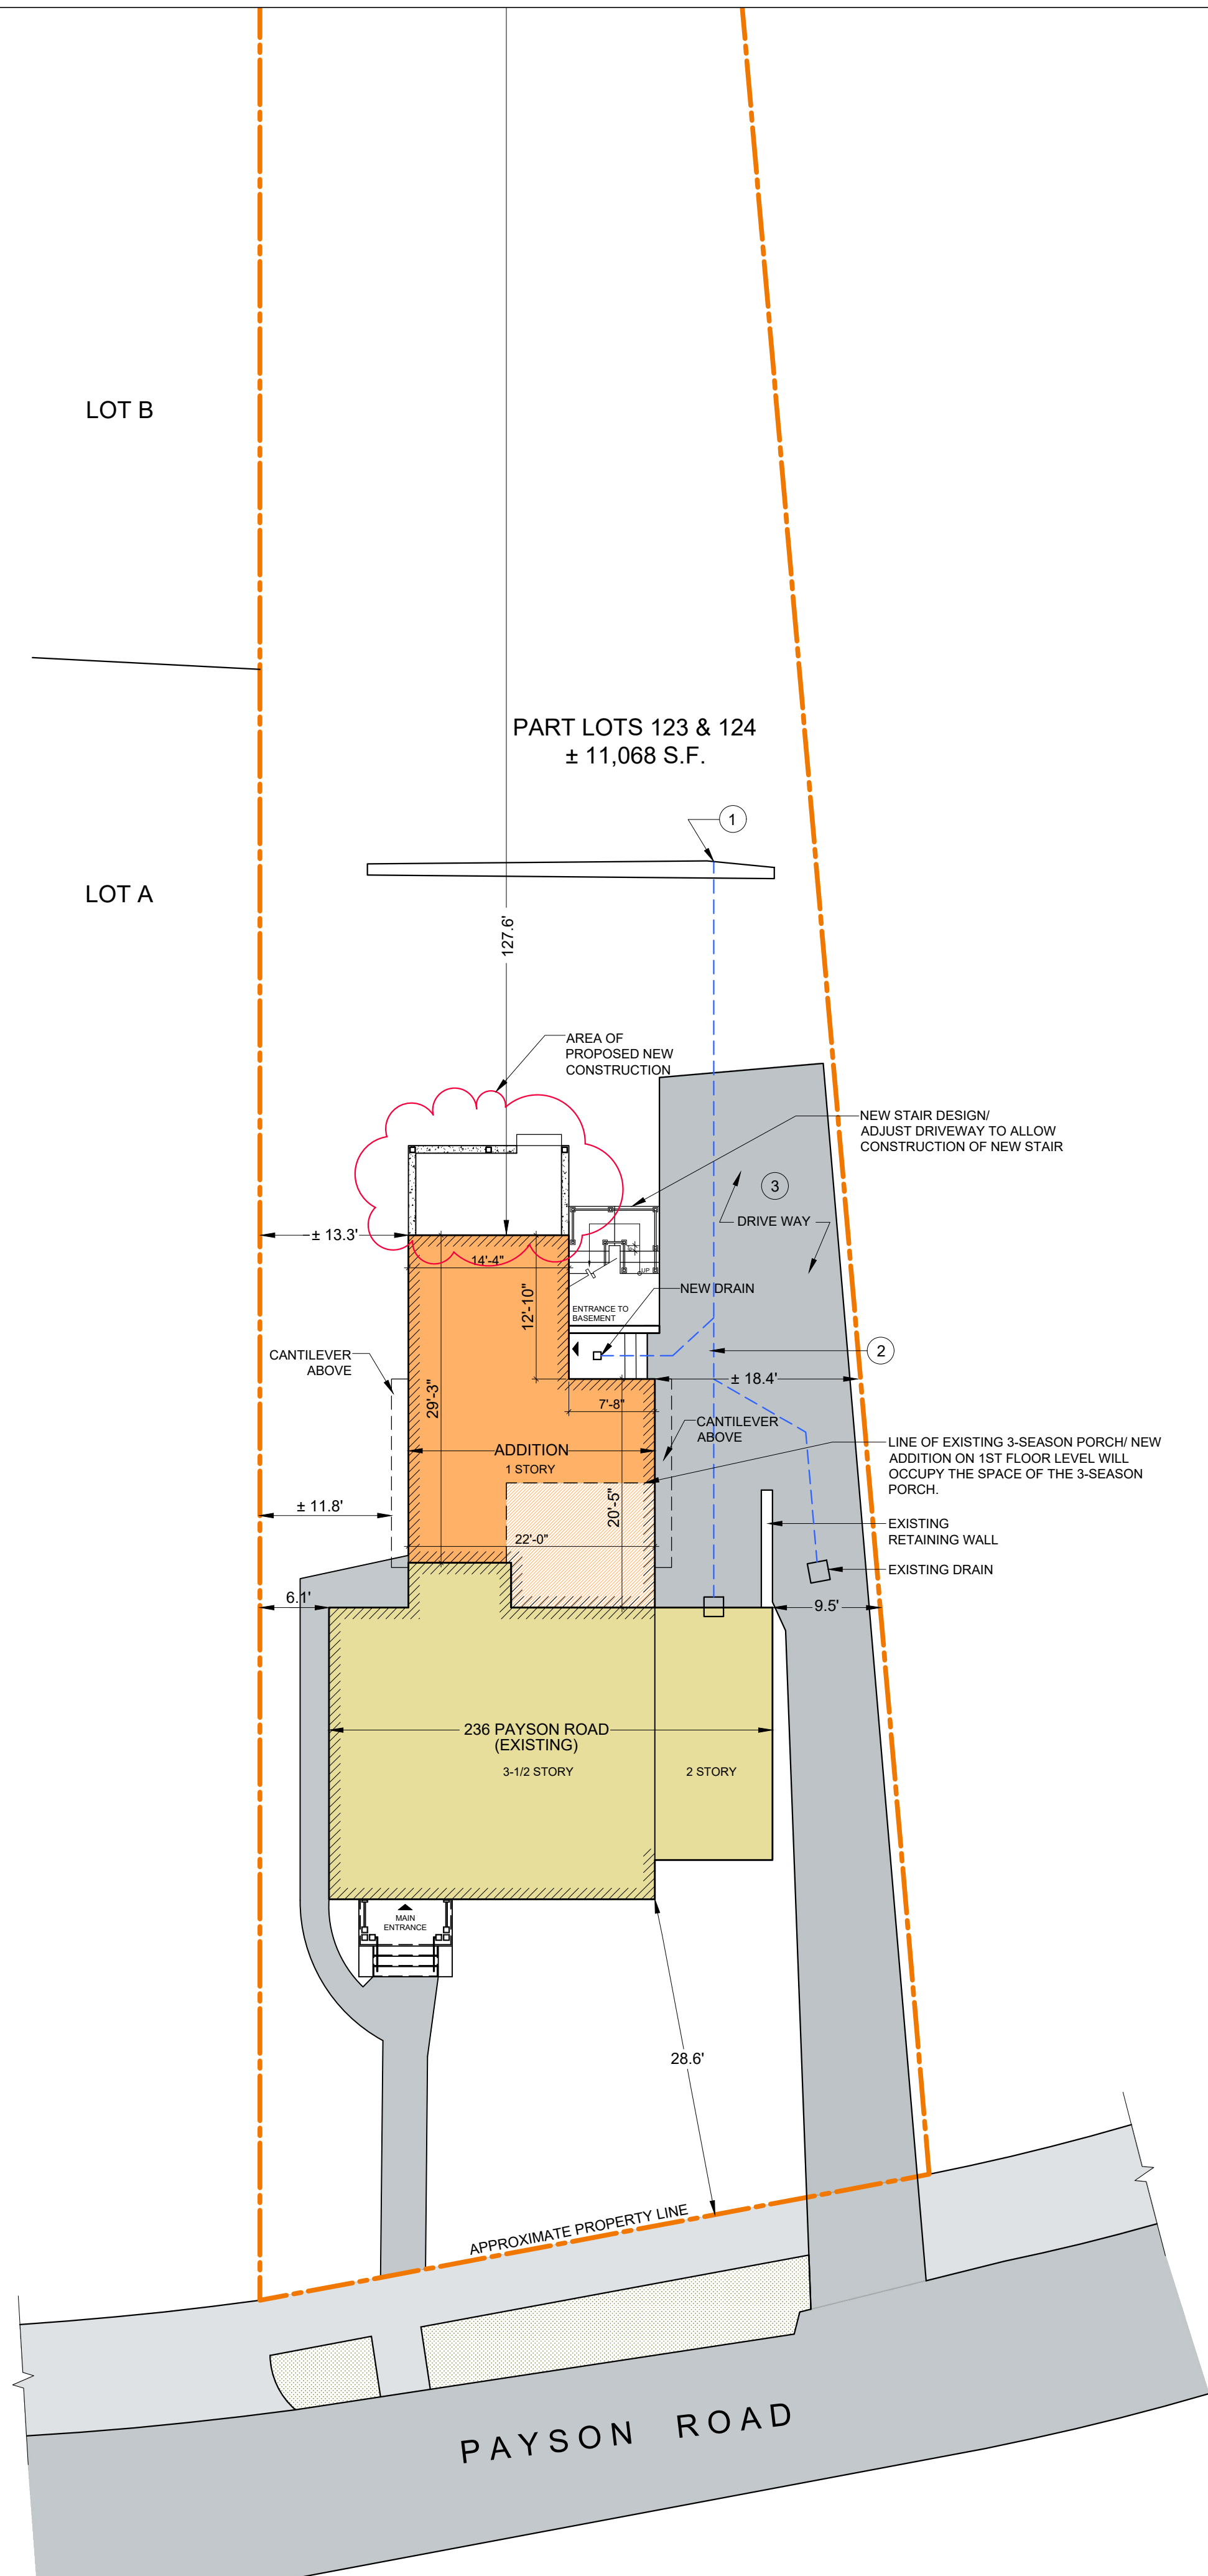 LOT B
PART LOTS 123 & 124
± 11,068 S.F.
1
LOT A
127.6'
AREA OF
PROPOSED NEW
CONSTRUCTION
NEW STAIR DESIGN/
ADJUST DRIVEWAY TO ALLOW
CONSTRUCTION OF NEW STAIR
3
DRIVE WAY
± 13.3'
14'-4"
UP
12'-10"
NEW DRAIN
ENTRANCE TO
BASEMENT
2
CANTILEVER
ABOVE
± 18.4'
29'-3"
7'-8"
CANTILEVER
ABOVE
ADDITION
1 STORY
LINE OF EXISTING 3-SEASON PORCH/ NEW
ADDITION ON 1ST FLOOR LEVEL WILL
OCCUPY THE SPACE OF THE 3-SEASON
PORCH.
± 11.8'
20'-5"
22'-0"
EXISTING
RETAINING WALL
EXISTING DRAIN
6.1'
9.5'
236 PAYSON ROAD
(EXISTING)
3-1/2 STORY
2 STORY
MAIN
ENTRANCE
28.6'
APPROXIMATE PROPERTY LINE
PAYSON ROAD